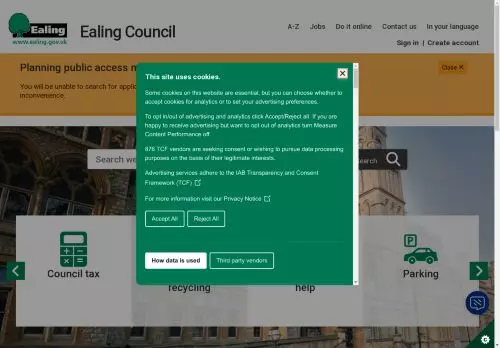 Ealing
www.ealing.gov.uk
Ealing Council
A-Z
Jobs
Do it online
Contact us
In your language
Sign in | Create account
Planning public access m
You will be unable to search for applic
inconvenience.
Close ×
This site uses cookies.
Some cookies on this website are essential, but you can choose whether to
accept cookies for analytics or to set your advertising preferences.
To opt in/out of advertising and analytics click Accept/Reject all. If you are
happy to receive advertising but want to opt out of analytics turn Measure
Content Performance off.
876 TCF vendors are seeking consent or wishing to pursue data processing
purposes on the basis of their legitimate interests.
Advertising services adhere to the IAB Transparency and Consent
Framework (TCF)
For more information visit our Privacy Notice
Accept All
Reject All
How data is used
Third party vendors
Search we
Search
Council tax
recycling
help
P
Parking